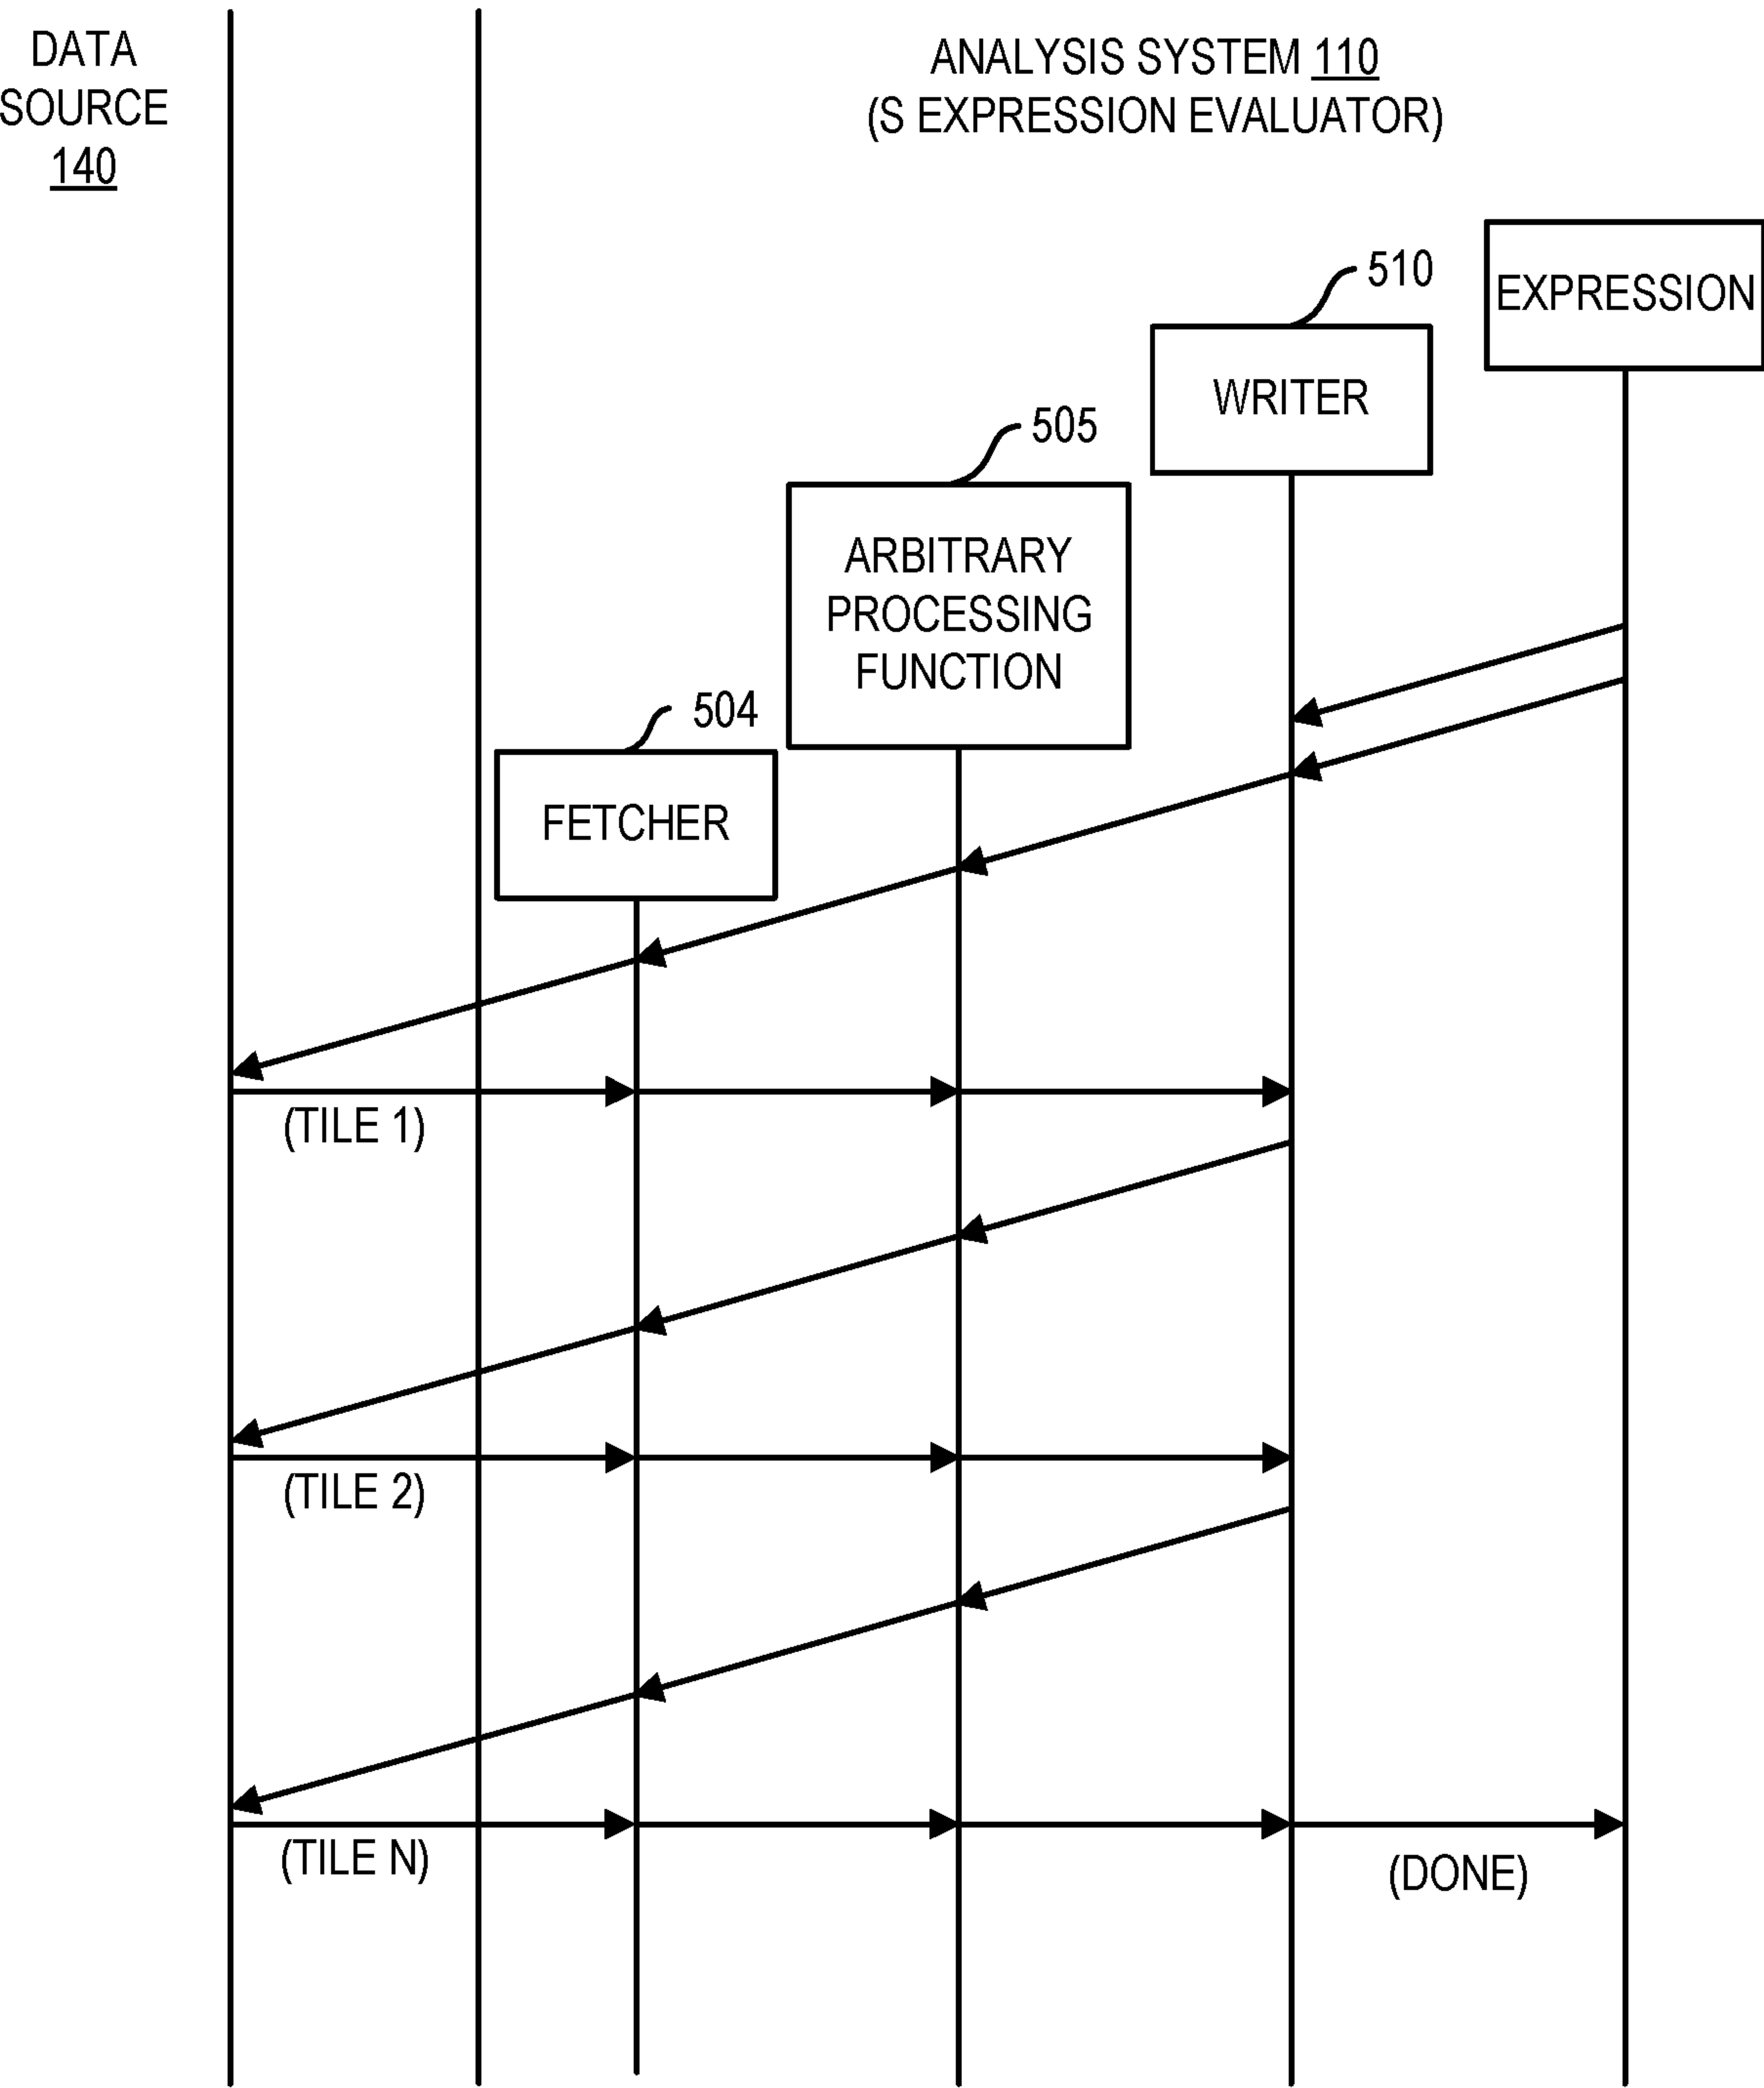 DATA
SOURCE
140
ANALYSIS SYSTEM 110
(S EXPRESSION EVALUATOR)
EXPRESSION
510
WRITER
505
ARBITRARY
PROCESSING
FUNCTION
504
FETCHER
(TILE 1)
(TILE 2)
(TILE N)
(DONE)